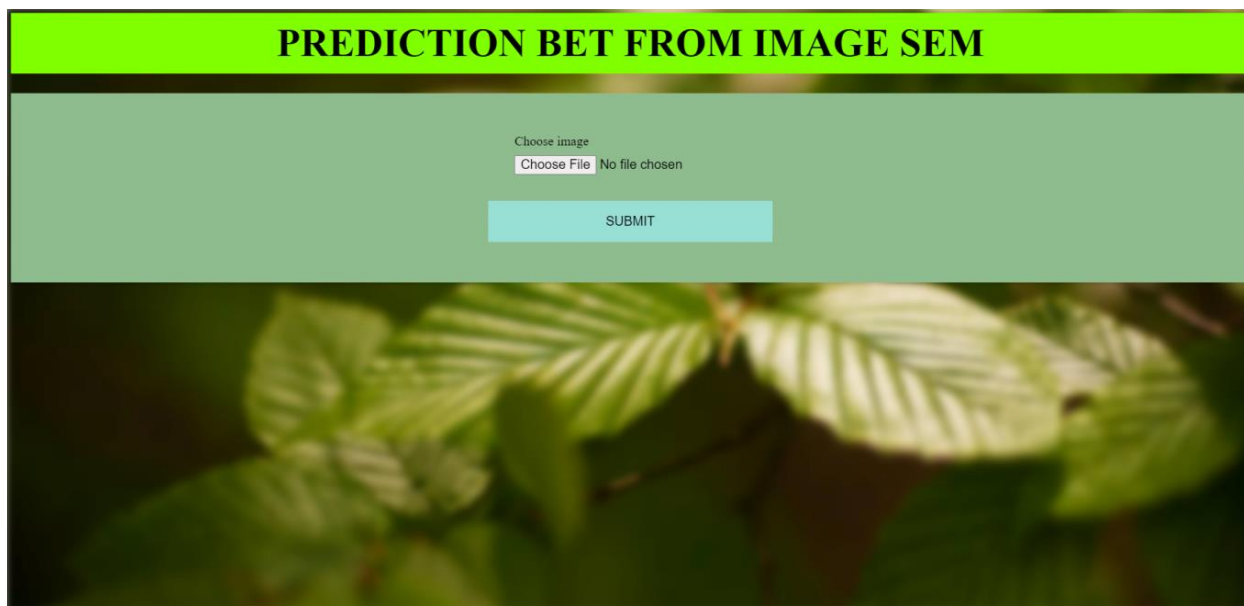 PREDICTION BET FROM IMAGE SEM
Choose image
Choose File No file chosen
SUBMIT